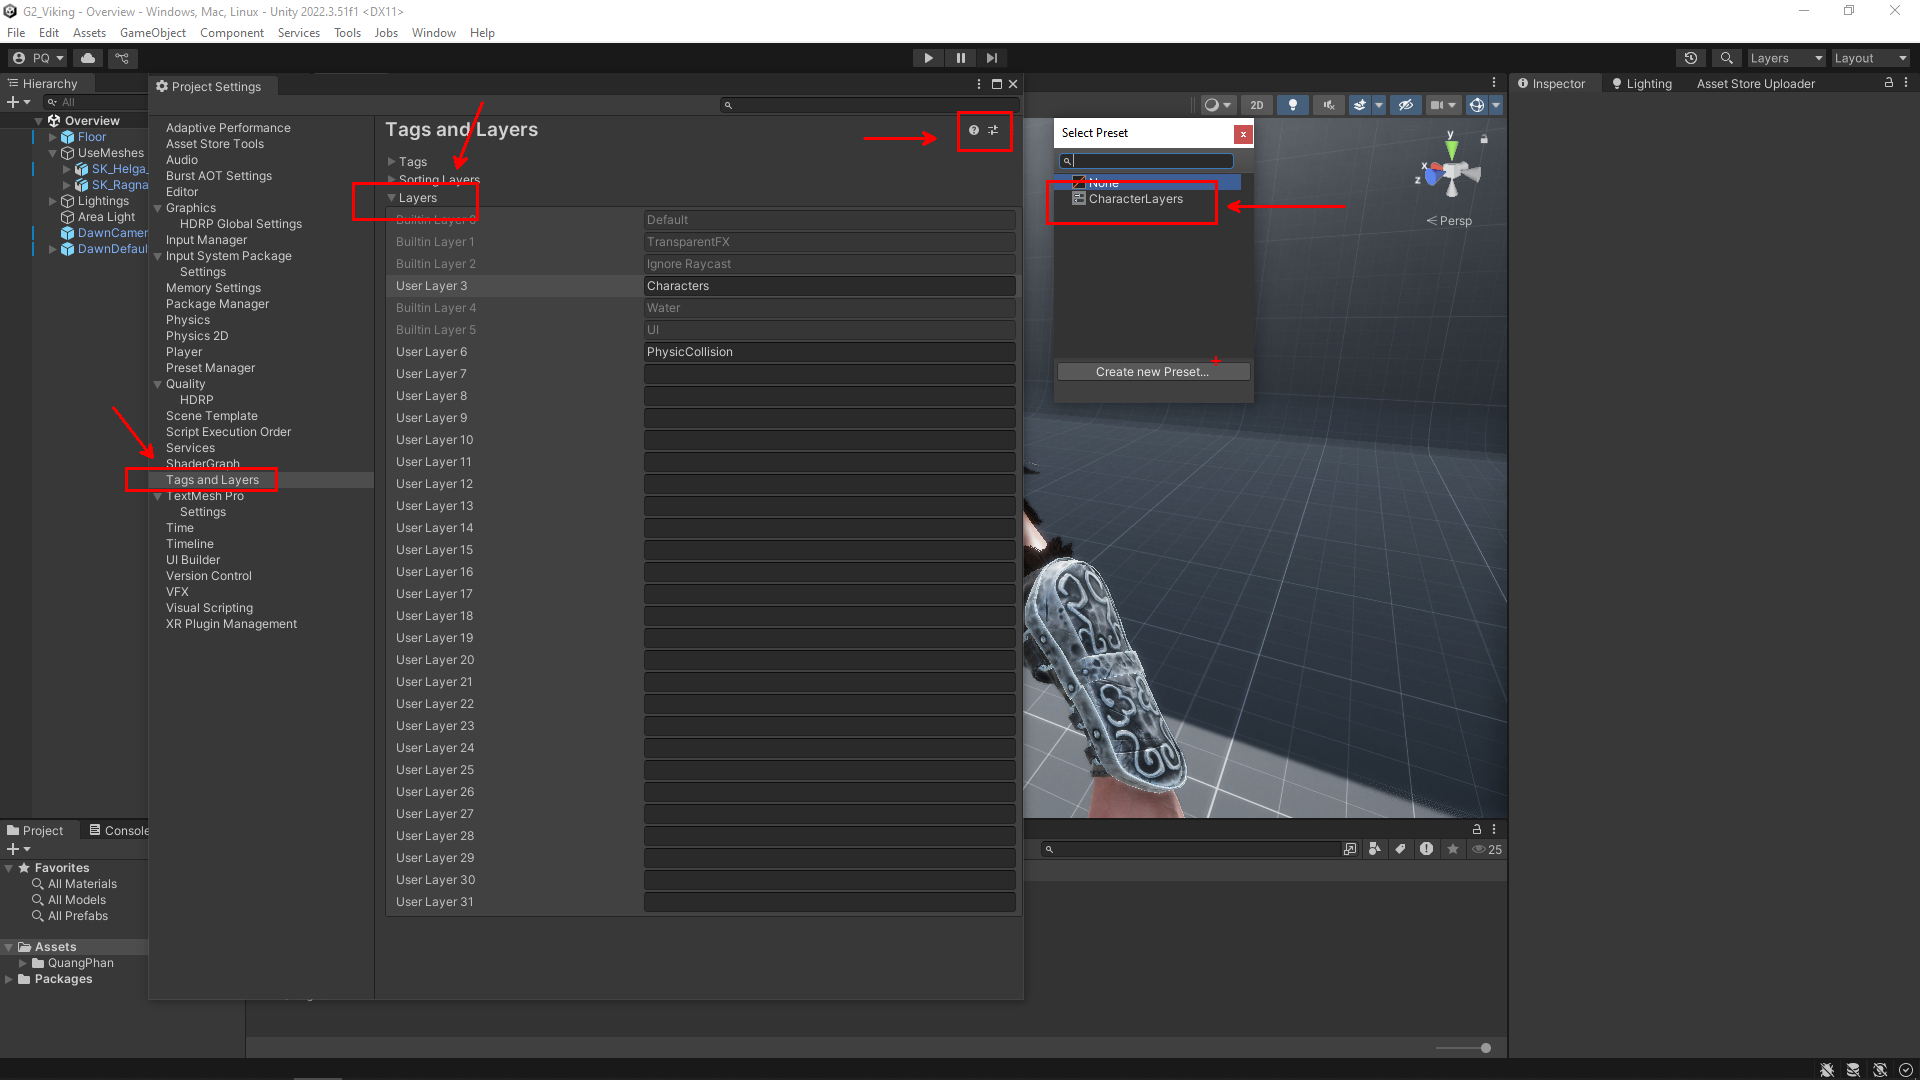 G2_Viking - Overview - Windows, Mac, Linux - Unity 2022.3.51f1 <DX11>
File Edit Assets GameObject Component Services Tools Jobs Window Help
PQ
Layers
Layout
Hierarchy
All
Overview
Floor
UseMeshes
SK_Helga_
SK_Ragna
Lightings
Area Light
DawnCamer
DawnDefaul
Project Settings
Adaptive Performance
Asset Store Tools
Audio
Burst AOT Settings
Editor
Graphics
HDRP Global Settings
Input Manager
Input System Package
Settings
Memory Settings
Package Manager
Physics
Physics 2D
Player
Preset Manager
Quality
HDRP
Scene Template
Script Execution Order
Services
ShaderGraph
Tags and Layers
TextMesh Pro
Settings
Time
Timeline
UI Builder
Version Control
VFX
Visual Scripting
XR Plugin Management
Tags and Layers
Tags
Sorting Layers
Layers
Builtin Layer 0 Default
Builtin Layer 1 TransparentFX
Builtin Layer 2 Ignore Raycast
User Layer 3 Characters
Builtin Layer 4 Water
Builtin Layer 5 UI
User Layer 6 PhysicCollision
User Layer 7
User Layer 8
User Layer 9
User Layer 10
User Layer 11
User Layer 12
User Layer 13
User Layer 14
User Layer 15
User Layer 16
User Layer 17
User Layer 18
User Layer 19
User Layer 20
User Layer 21
User Layer 22
User Layer 23
User Layer 24
User Layer 25
User Layer 26
User Layer 27
User Layer 28
User Layer 29
User Layer 30
User Layer 31
2D
Select Preset
None
CharacterLayers
Create new Preset...
y
x
z
Persp
Inspector
Lighting
Asset Store Uploader
Project
Console
Favorites
All Materials
All Models
All Prefabs
Assets
QuangPhan
Packages
25